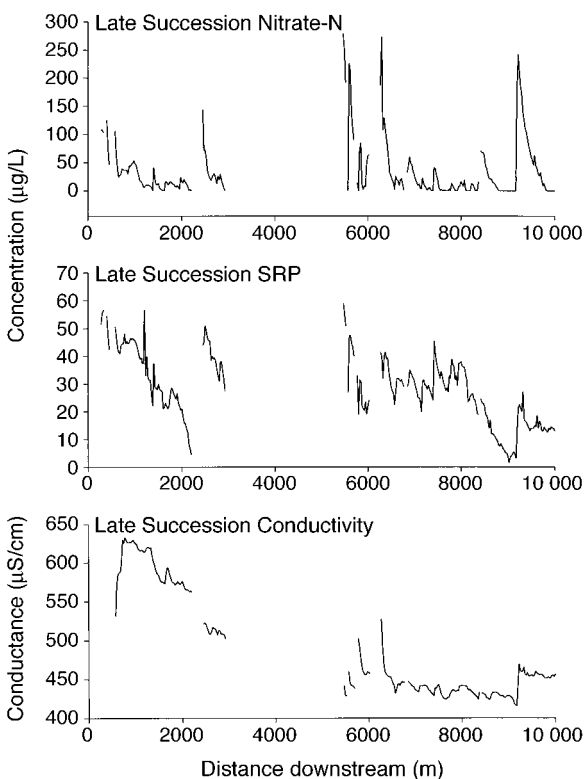 Late Succession Nitrate-N
300
250
200
150
100
50
0
0 2000 4000 6000 8000 10 000
Concentration (μg/L)
Late Succession SRP
70
60
50
40
30
20
10
0
0 2000 4000 6000 8000 10 000
Late Succession Conductivity
650
600
550
500
450
400
Conductance (μS/cm)
0 2000 4000 6000 8000 10 000
Distance downstream (m)